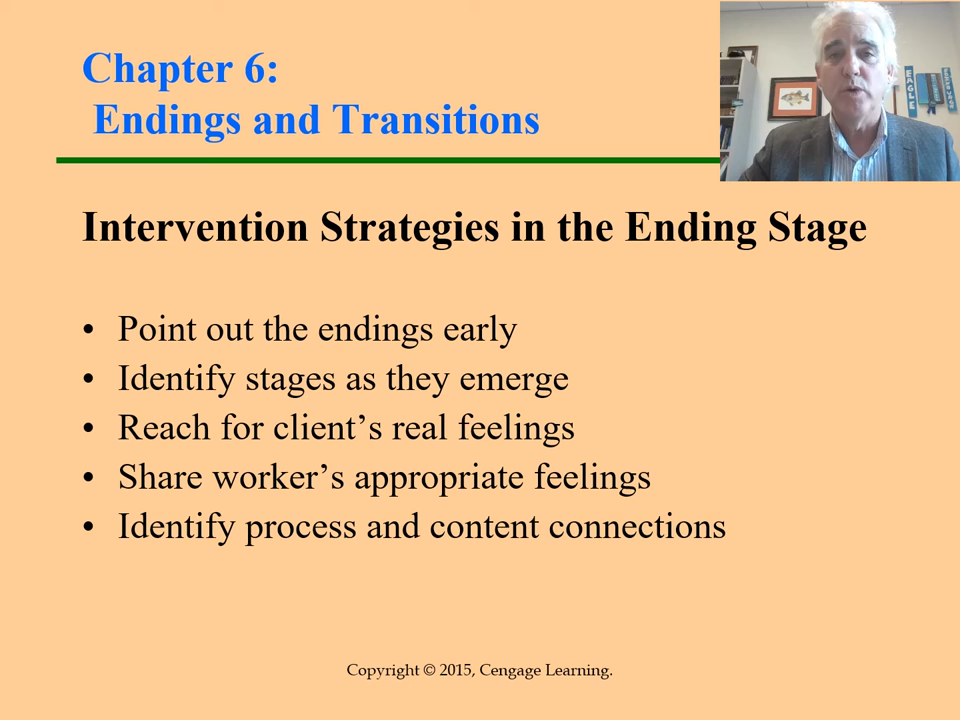 Chapter 6:
Endings and Transitions
EAGLE
Intervention Strategies in the Ending Stage
• Point out the endings early
• Identify stages as they emerge
• Reach for client’s real feelings
• Share worker’s appropriate feelings
• Identify process and content connections
Copyright © 2015, Cengage Learning.